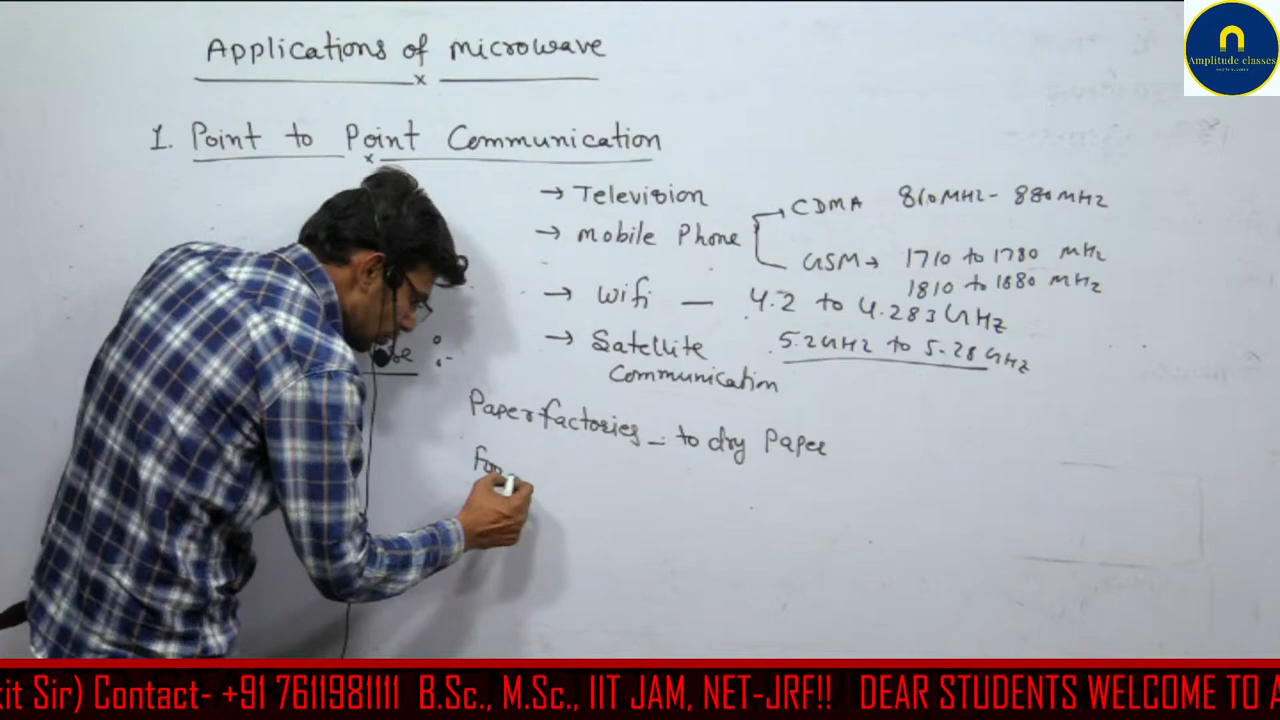 Applications of microwave
1. Point to Point Communication
→ Television
→ mobile Phone
→ CDMA 810MHZ - 880MHZ
GSM → 1710 to 1780 MHZ
1810 to 1880 MHZ
→ Wifi — 4.2 to 4.283 GHZ
→ Satellite Communication
5.2GHZ to 5.28 GHZ
:-
Paper factories - to dry Paper
Amplitude classes
kit Sir) Contact- +91 7611981111 B.Sc., M.Sc., IIT JAM, NET-JRF!! DEAR STUDENTS WELCOME TO A